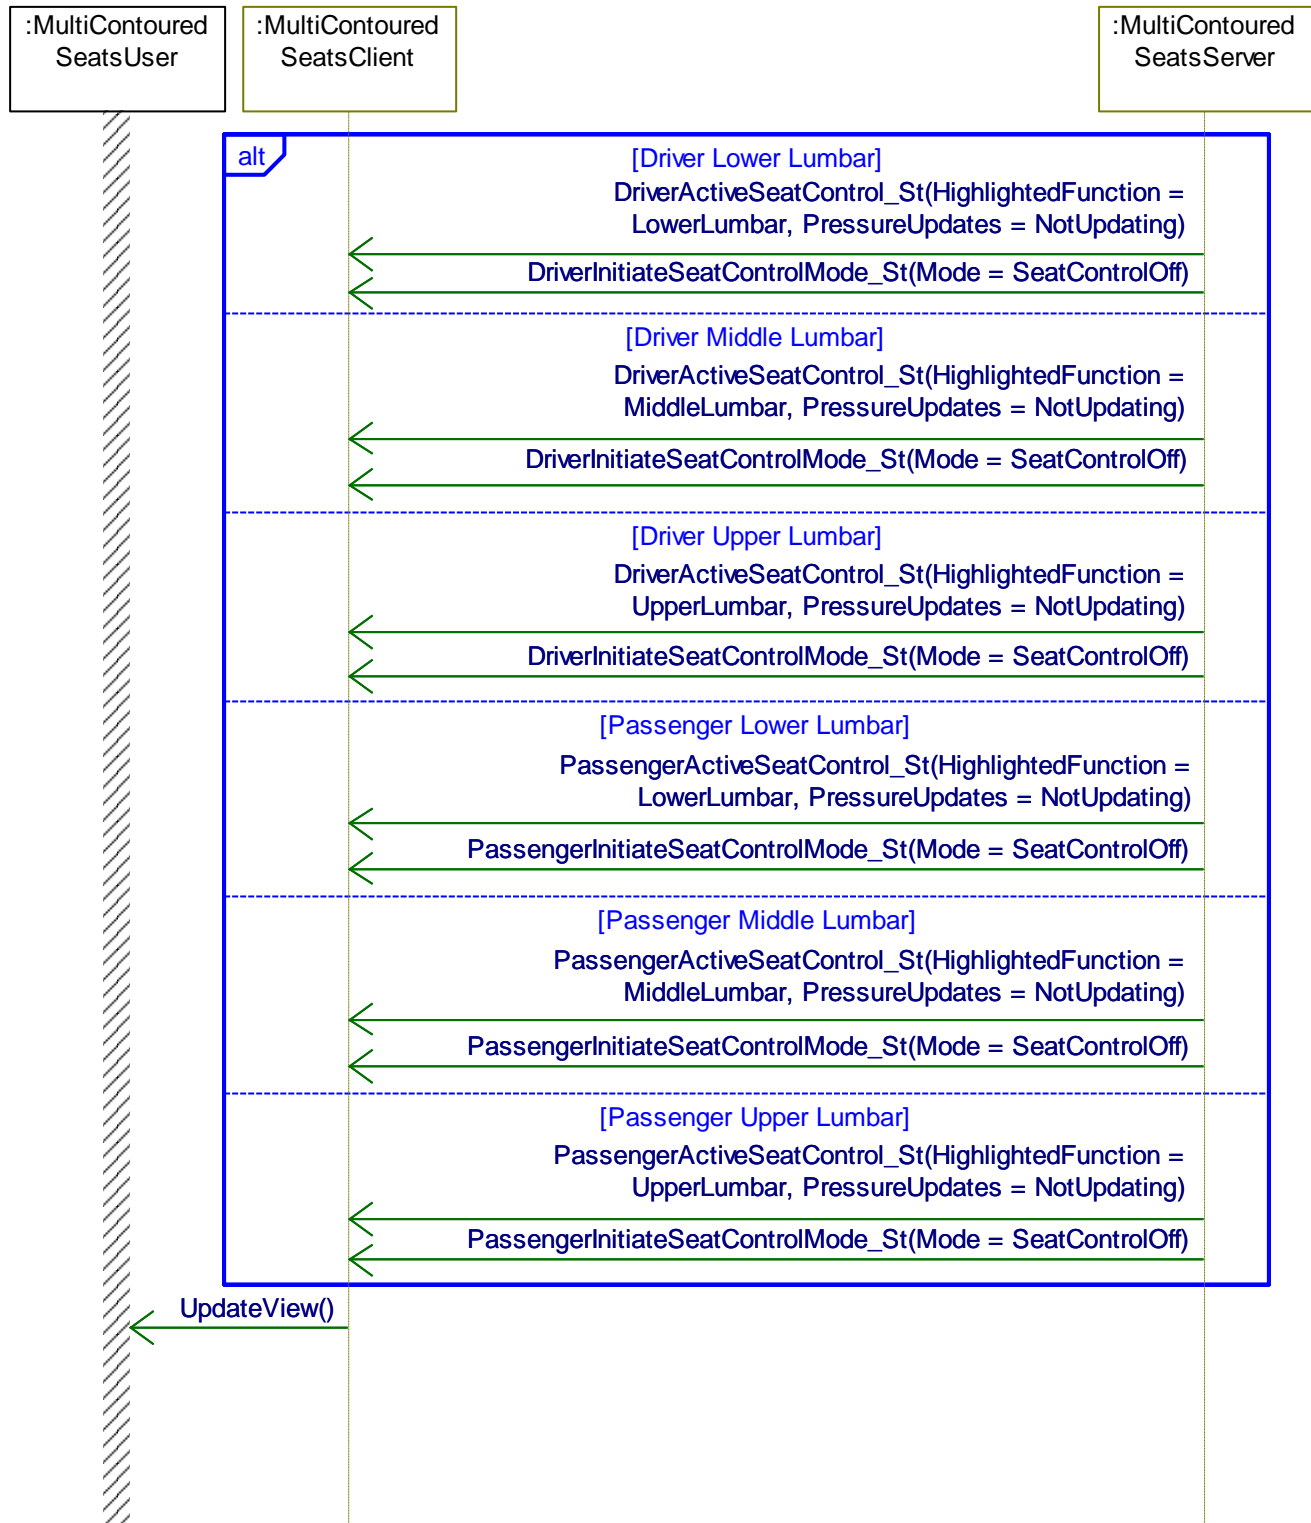 :MultiContoured
SeatsUser
:MultiContoured
SeatsClient
:MultiContoured
SeatsServer
alt
[Driver Lower Lumbar]
DriverActiveSeatControl_St(HighlightedFunction =
LowerLumbar, PressureUpdates = NotUpdating)
DriverInitiateSeatControlMode_St(Mode = SeatControlOff)
[Driver Middle Lumbar]
DriverActiveSeatControl_St(HighlightedFunction =
MiddleLumbar, PressureUpdates = NotUpdating)
DriverInitiateSeatControlMode_St(Mode = SeatControlOff)
[Driver Upper Lumbar]
DriverActiveSeatControl_St(HighlightedFunction =
UpperLumbar, PressureUpdates = NotUpdating)
DriverInitiateSeatControlMode_St(Mode = SeatControlOff)
[Passenger Lower Lumbar]
PassengerActiveSeatControl_St(HighlightedFunction =
LowerLumbar, PressureUpdates = NotUpdating)
PassengerInitiateSeatControlMode_St(Mode = SeatControlOff)
[Passenger Middle Lumbar]
PassengerActiveSeatControl_St(HighlightedFunction =
MiddleLumbar, PressureUpdates = NotUpdating)
PassengerInitiateSeatControlMode_St(Mode = SeatControlOff)
[Passenger Upper Lumbar]
PassengerActiveSeatControl_St(HighlightedFunction =
UpperLumbar, PressureUpdates = NotUpdating)
PassengerInitiateSeatControlMode_St(Mode = SeatControlOff)
UpdateView()